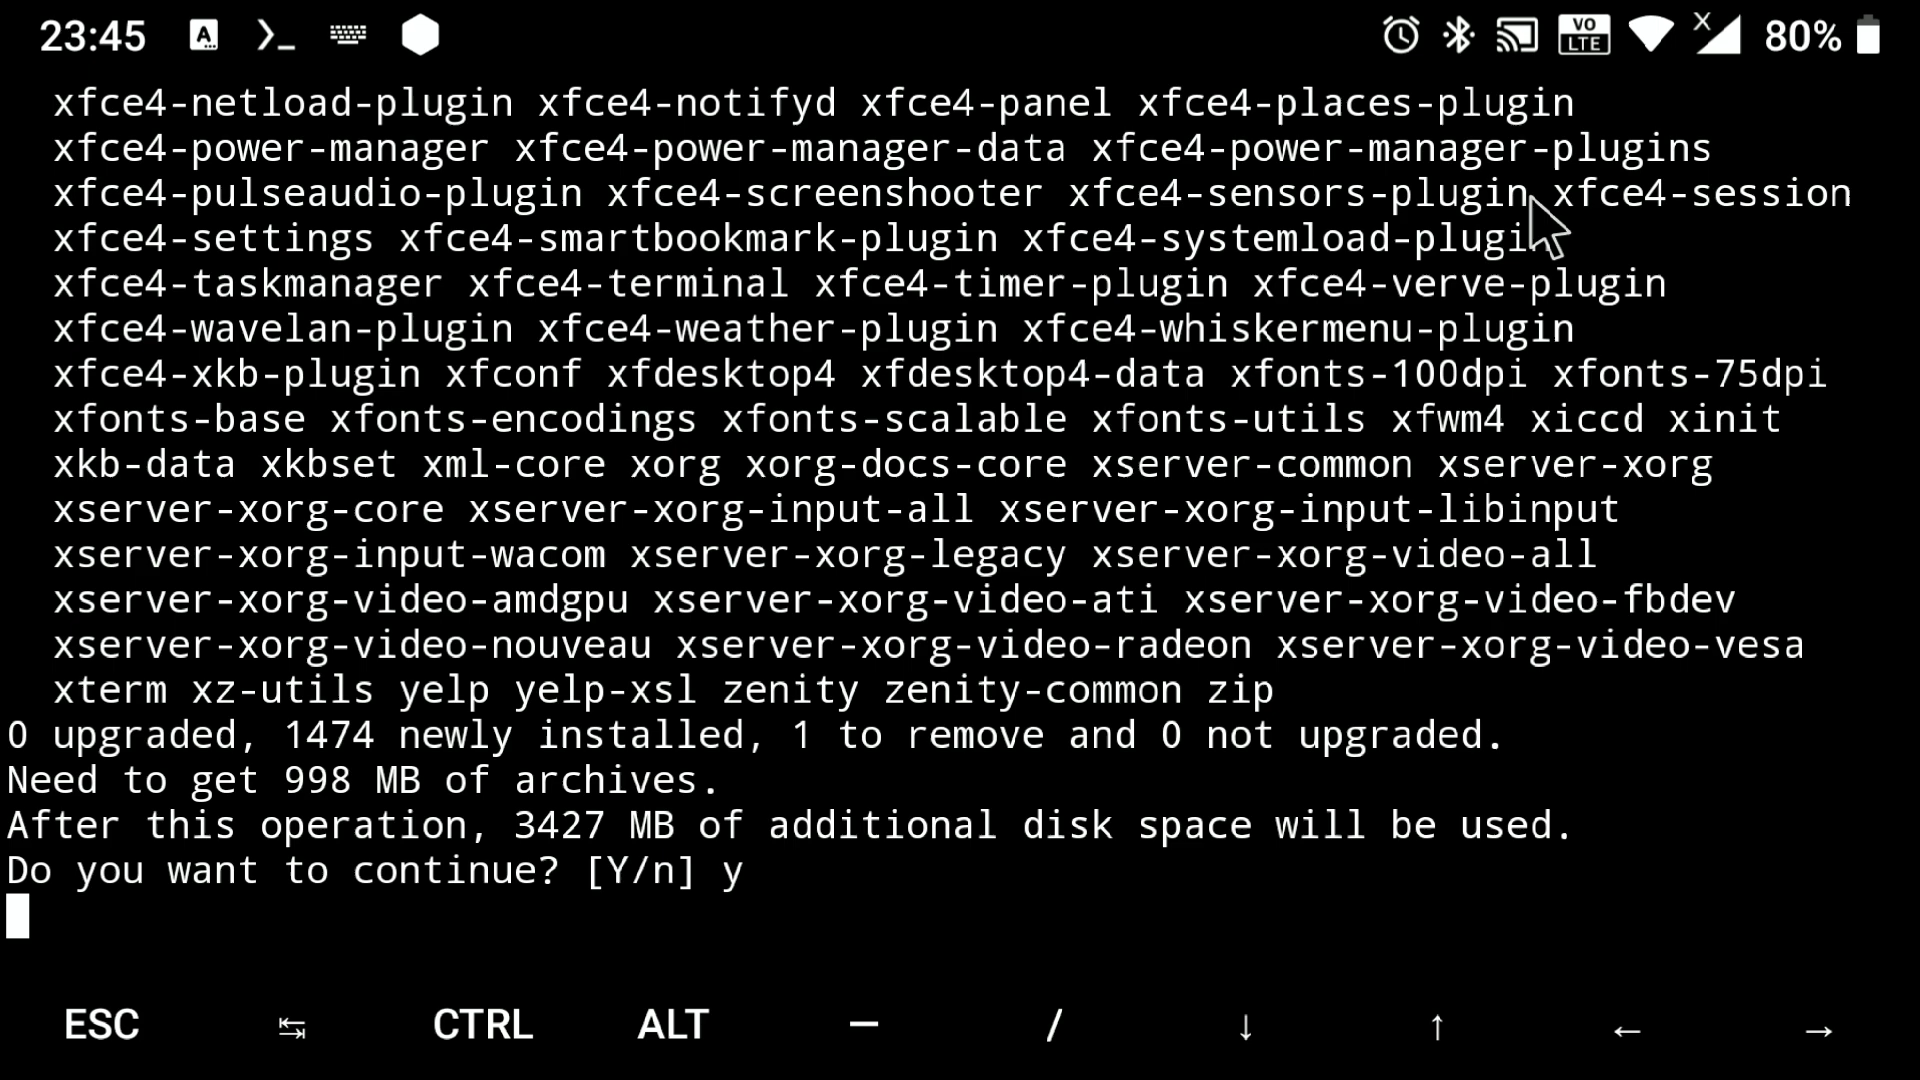 23:45 A VO LTE X 80%
xfce4-netload-plugin xfce4-notifyd xfce4-panel xfce4-places-plugin
xfce4-power-manager xfce4-power-manager-data xfce4-power-manager-plugins
xfce4-pulseaudio-plugin xfce4-screenshooter xfce4-sensors-plugin xfce4-session
xfce4-settings xfce4-smartbookmark-plugin xfce4-systemload-plugi
xfce4-taskmanager xfce4-terminal xfce4-timer-plugin xfce4-verve-plugin
xfce4-wavelan-plugin xfce4-weather-plugin xfce4-whiskermenu-plugin
xfce4-xkb-plugin xfconf xfdesktop4 xfdesktop4-data xfonts-100dpi xfonts-75dpi
xfonts-base xfonts-encodings xfonts-scalable xfonts-utils xfwm4 xiccd xinit
xkb-data xkbset xml-core xorg xorg-docs-core xserver-common xserver-xorg
xserver-xorg-core xserver-xorg-input-all xserver-xorg-input-libinput
xserver-xorg-input-wacom xserver-xorg-legacy xserver-xorg-video-all
xserver-xorg-video-amdgpu xserver-xorg-video-ati xserver-xorg-video-fbdev
xserver-xorg-video-nouveau xserver-xorg-video-radeon xserver-xorg-video-vesa
xterm xz-utils yelp yelp-xsl zenity zenity-common zip
0 upgraded, 1474 newly installed, 1 to remove and 0 not upgraded.
Need to get 998 MB of archives.
After this operation, 3427 MB of additional disk space will be used.
Do you want to continue? [Y/n] y
ESC ↹ CTRL ALT — / ↓ ↑ ← →